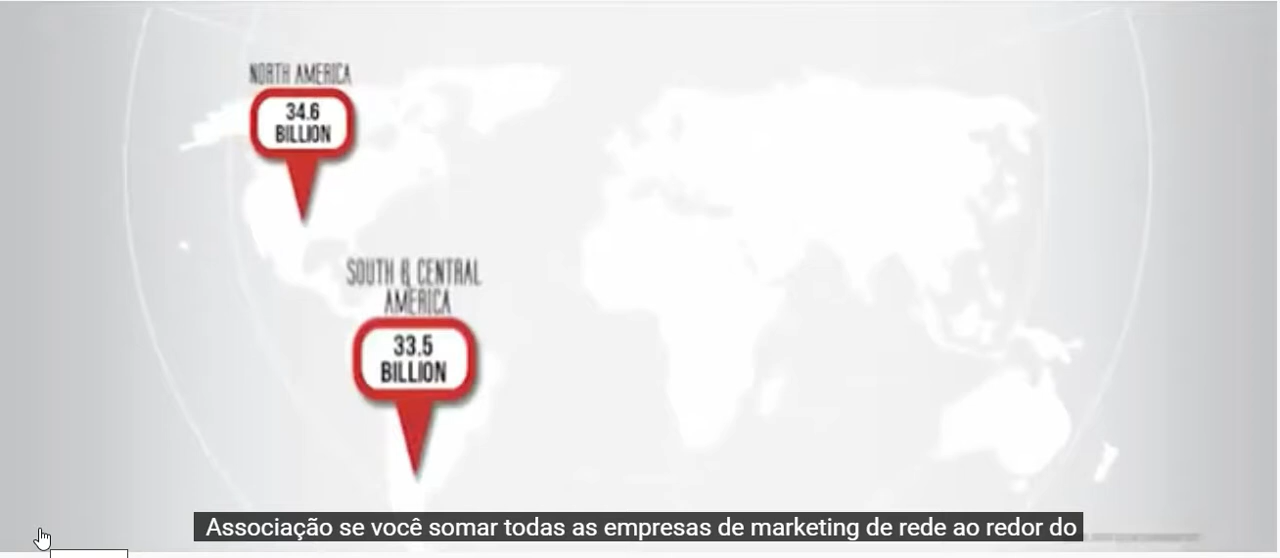 NORTH AMERICA
34.6
BILLION
SOUTH & CENTRAL
AMERICA
33.5
BILLION
Associação se você somar todas as empresas de marketing de rede ao redor do